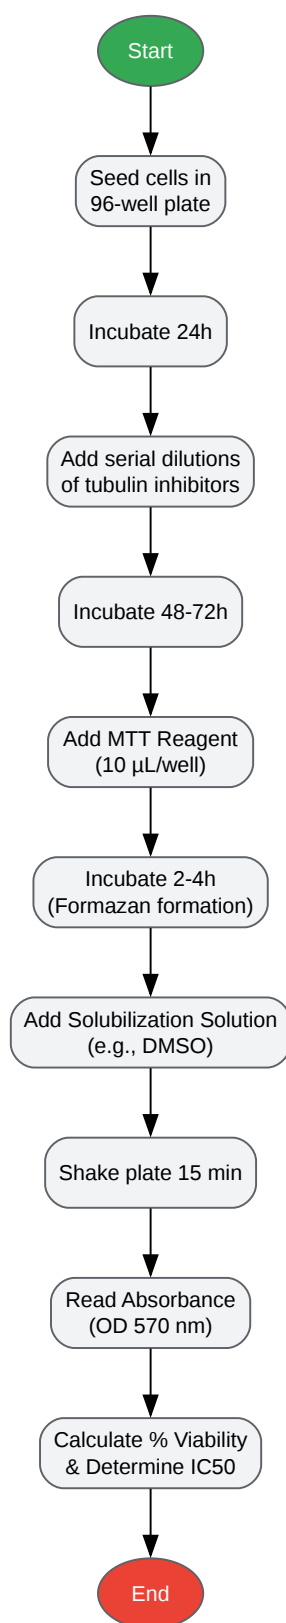 Start
Seed cells in
96-well plate
Incubate 24h
Add serial dilutions
of tubulin inhibitors
Incubate 48-72h
Add MTT Reagent
(10 µL/well)
Incubate 2-4h
(Formazan formation)
Add Solubilization Solution
(e.g., DMSO)
Shake plate 15 min
Read Absorbance
(OD 570 nm)
Calculate % Viability
& Determine IC50
End